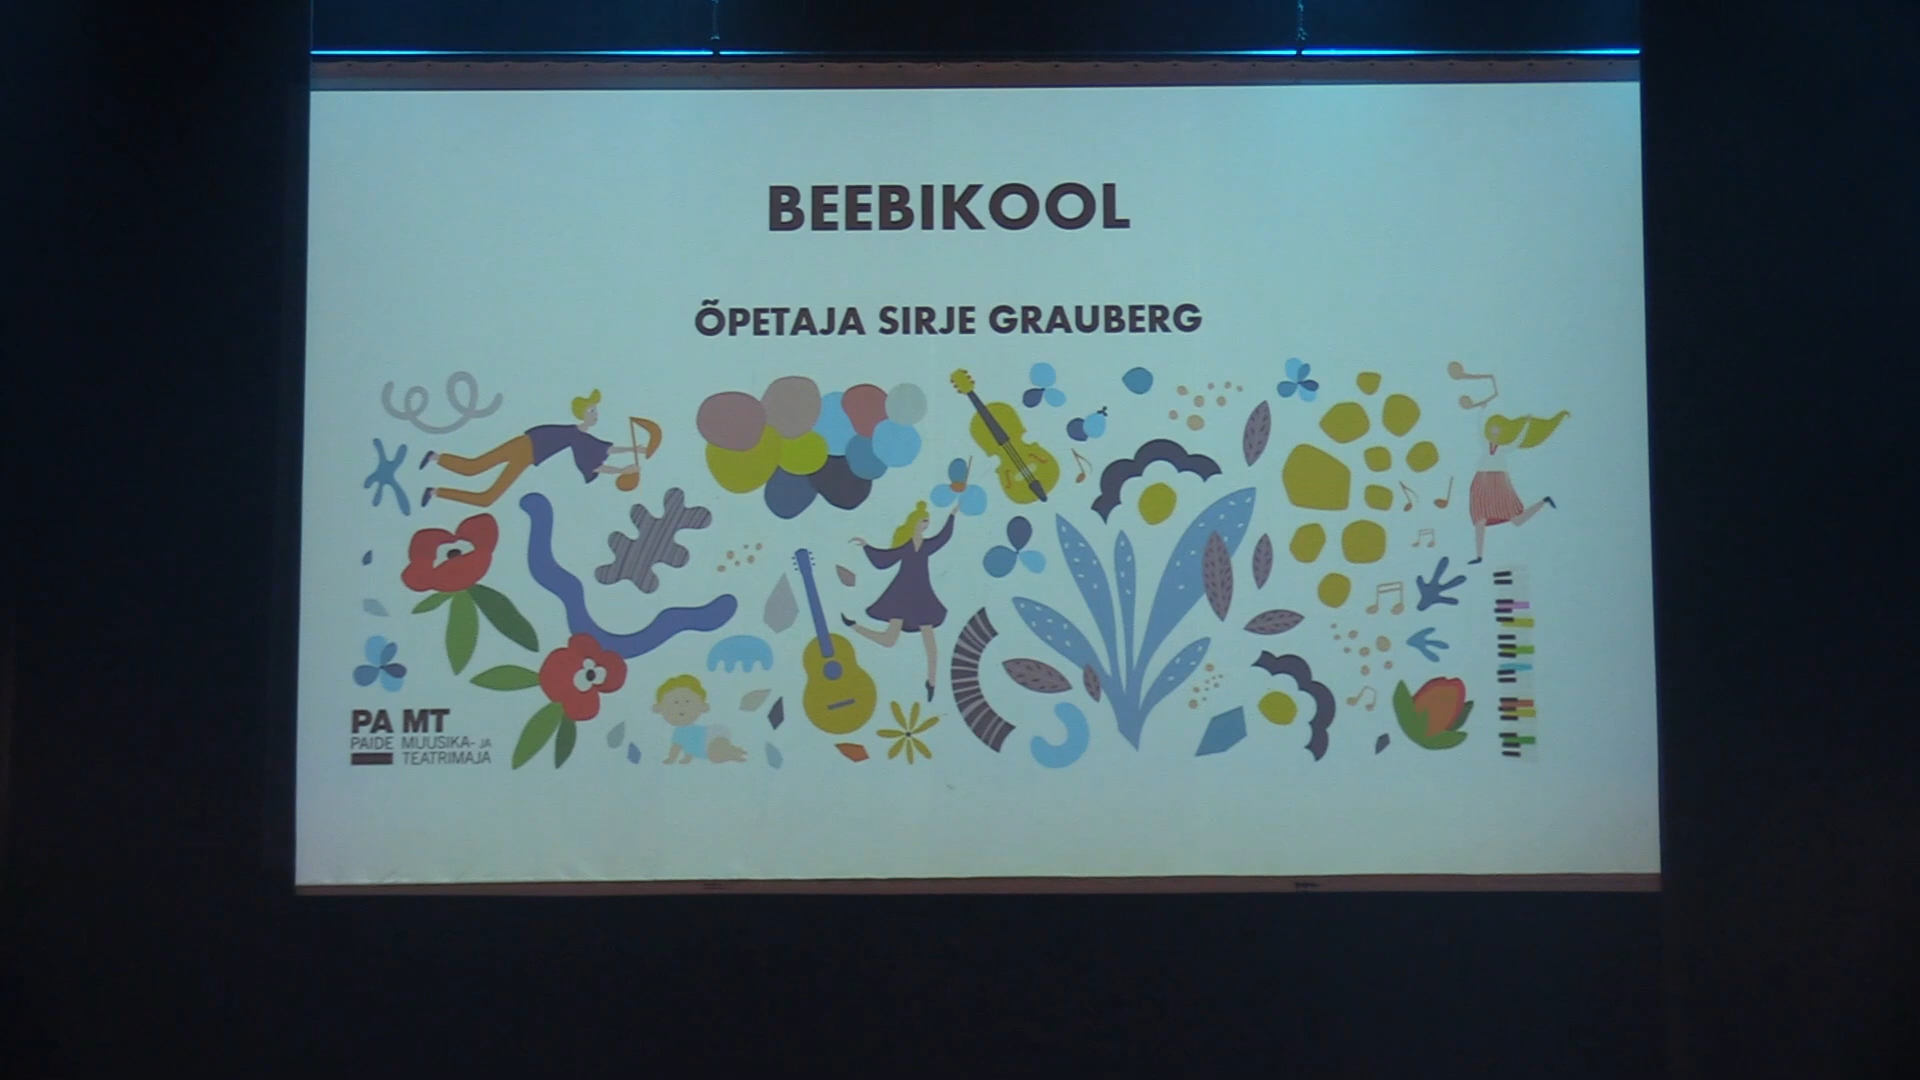 BEEBIKOOL
ÕPETAJA SIRJE GRAUBERG
PA MT
PAIDE MUUSIKA- JA
TEATRIMAJA